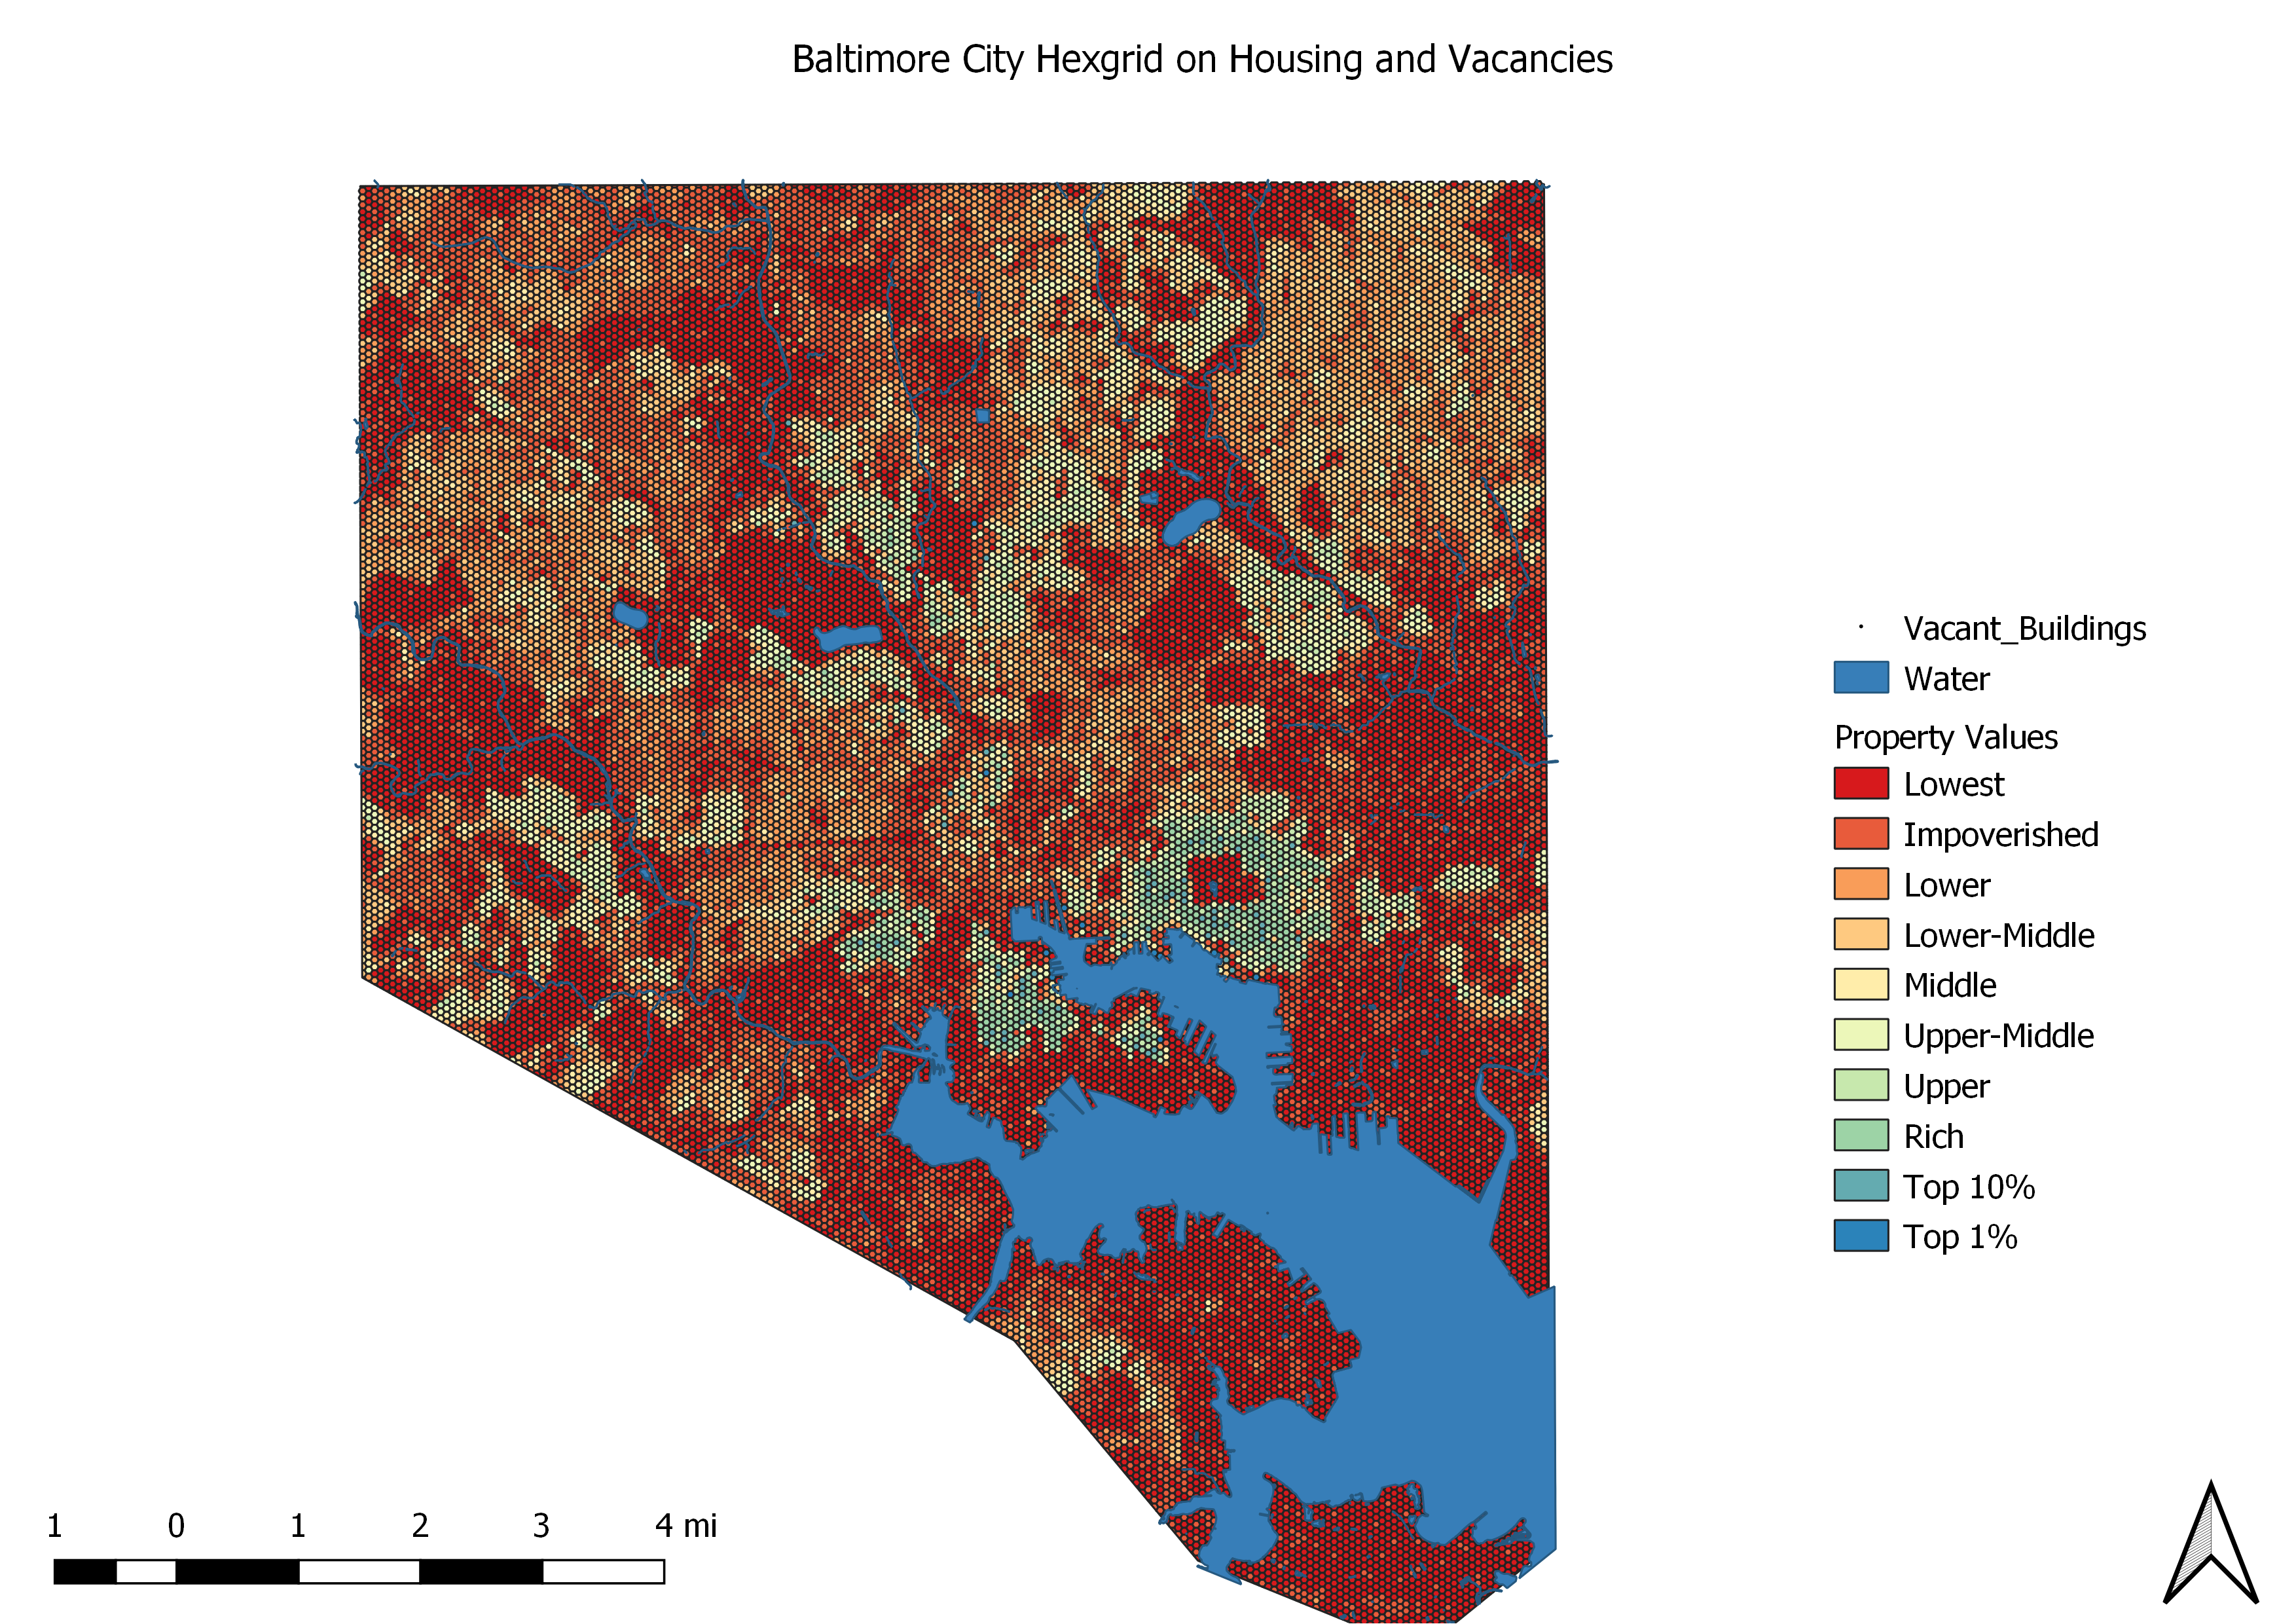 Baltimore City Hexgrid on Housing and Vacancies
Vacant_Buildings
Water
Property Values
Lowest
Impoverished
Lower
Lower-Middle
Middle
Upper-Middle
Upper
Rich
Top 10%
Top 1%
1 0 1 2 3 4 mi